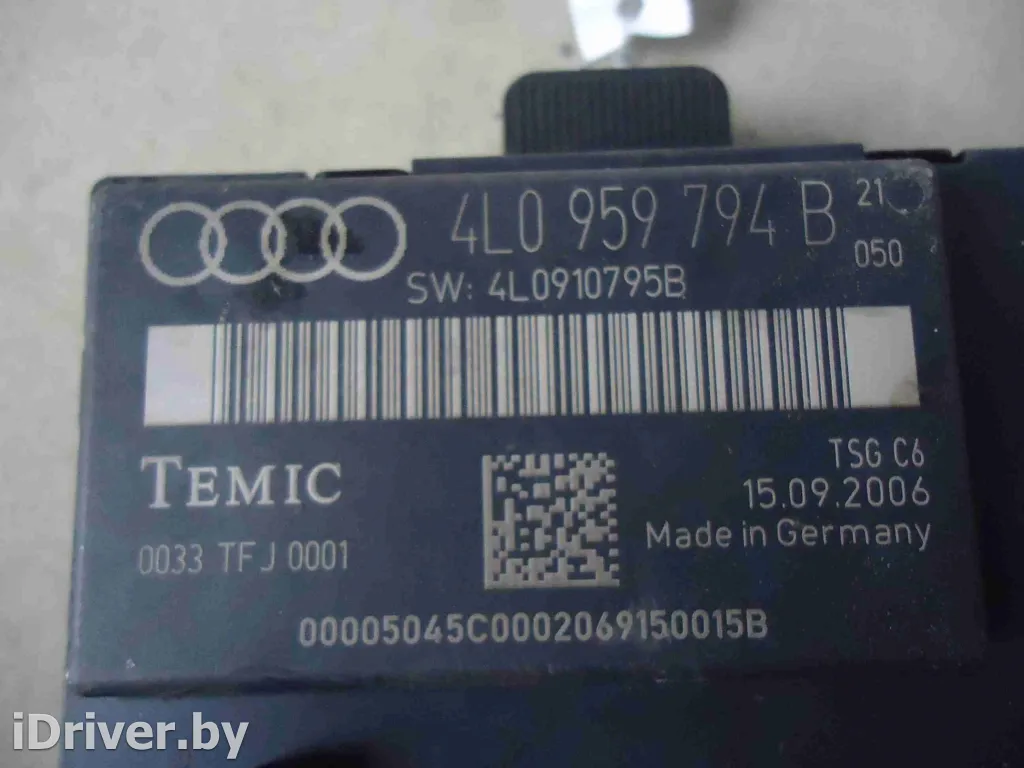 4L0 959 794 B 21
050
SW: 4L0910795B
TEMIC
TSG C6
15.09.2006
Made in Germany
0033 TFJ 0001
00005045C0002069150015B
iDriver.by